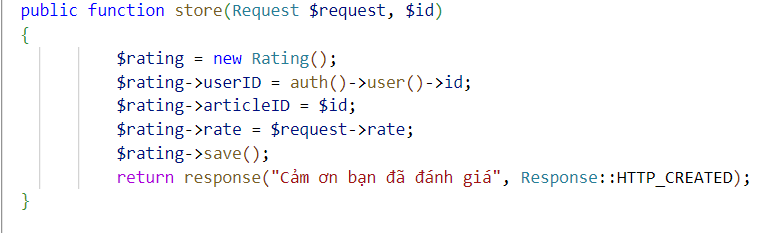 public function store(Request $request, $id)
{
$rating = new Rating();
$rating->userID = auth()->user()->id;
$rating->articleID = $id;
$rating->rate = $request->rate;
$rating->save();
return response("Cảm ơn bạn đã đánh giá", Response::HTTP_CREATED);
}